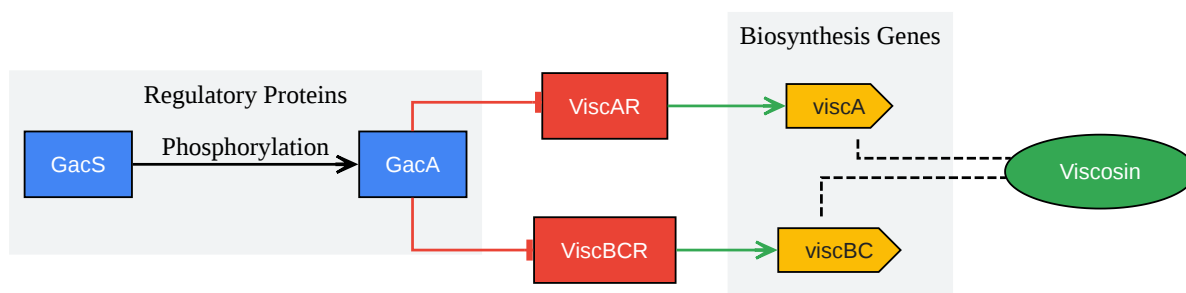 Biosynthesis Genes
Regulatory Proteins
ViscAR
viscA
GacS
Phosphorylation
GacA
Viscosin
ViscBCR
viscBC